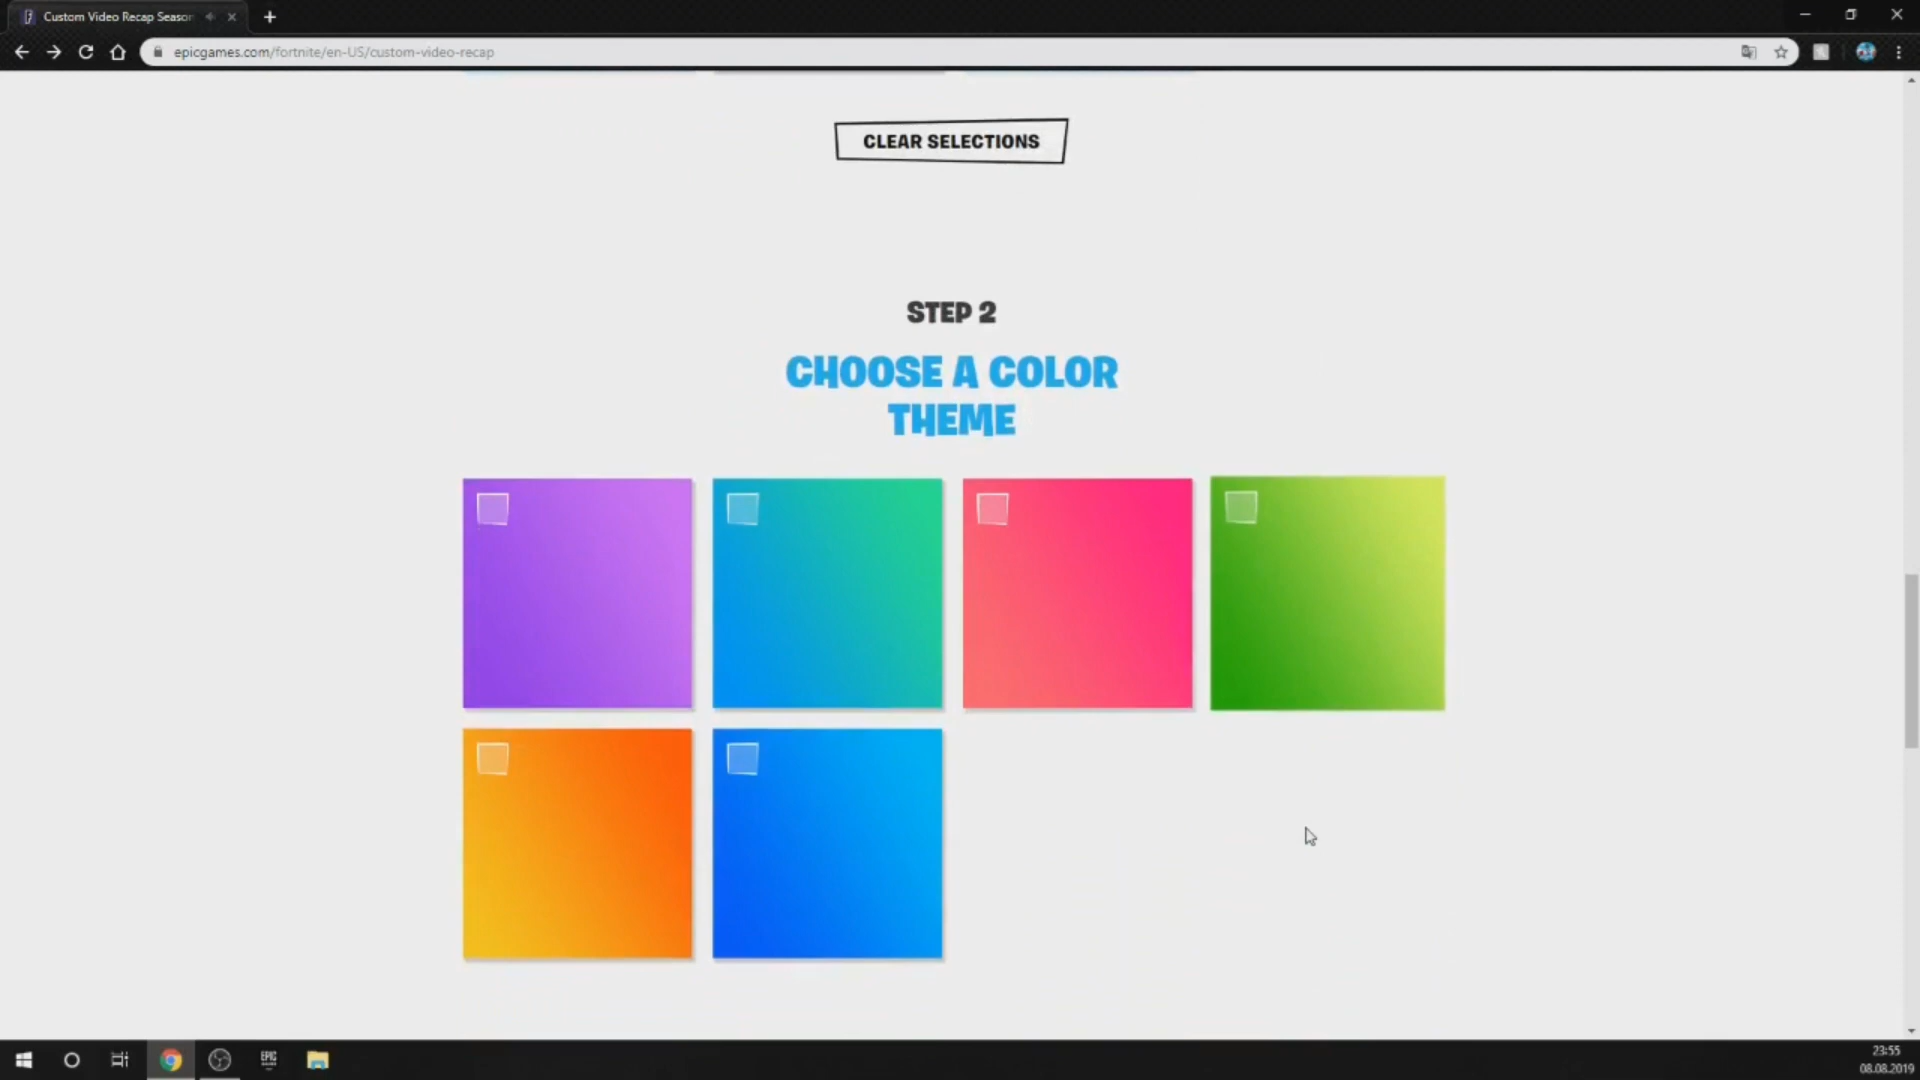 Custom Video Recap Season
epicgames.com/fortnite/en-US/custom-video-recap
CLEAR SELECTIONS
STEP 2
CHOOSE A COLOR
THEME
EPIC
23:55
08.08.2019